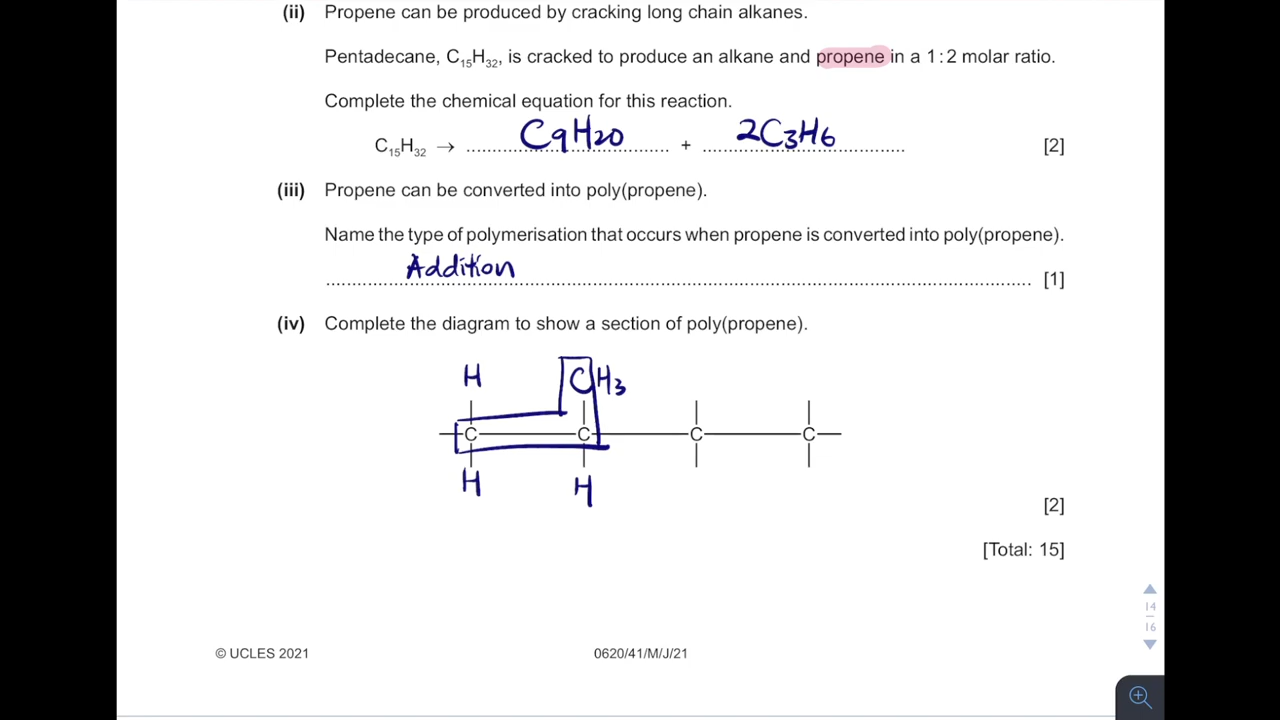 (ii) Propene can be produced by cracking long chain alkanes.
Pentadecane, C₁₅H₃₂, is cracked to produce an alkane and propene in a 1 : 2 molar ratio.
Complete the chemical equation for this reaction.
C₁₅H₃₂ → C9H20 + 2C3H6 [2]
(iii) Propene can be converted into poly(propene).
Name the type of polymerisation that occurs when propene is converted into poly(propene).
Addition [1]
(iv) Complete the diagram to show a section of poly(propene).
H CH3
C C C C
H H
[2]
[Total: 15]
14
16
© UCLES 2021 0620/41/M/J/21